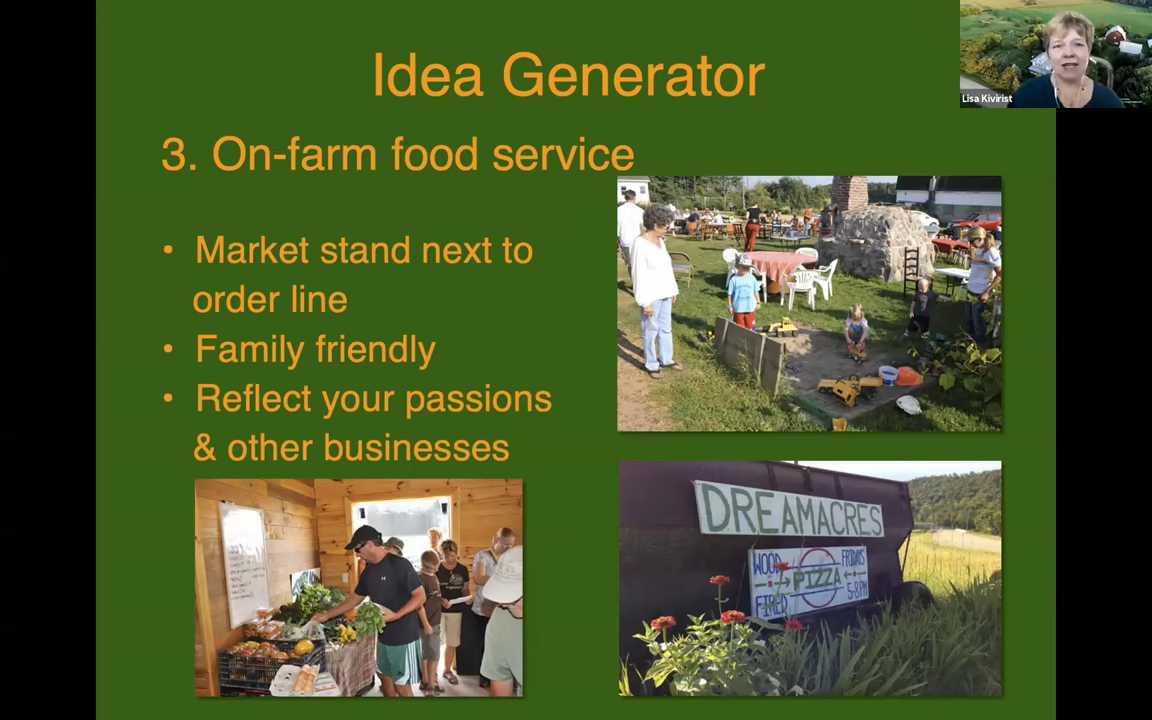 Idea Generator
Lisa Kivirist
3. On-farm food service
• Market stand next to
order line
• Family friendly
• Reflect your passions
& other businesses
DREAMACRES
WOOD FRIDAYS
PIZZA
FIRED 5-8PM